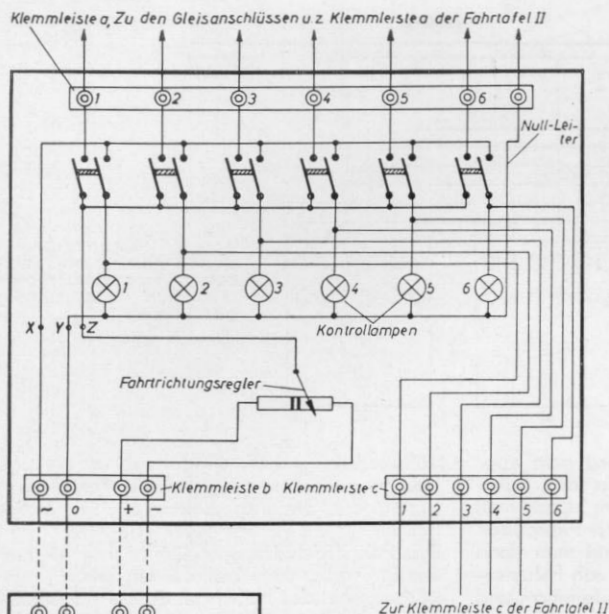 Klemmleiste a, Zu den Gleisanschlüssen u. z. Klemmleiste a der Fahrtafel II
1 2 3 4 5 6
Null-Lei-
ter
1 2 3 4 5 6
X Y Z
Kontrollampen
Fahrtrichtungsregler
Klemmleiste b Klemmleiste c
~ o + -
1 2 3 4 5 6
Zur Klemmleiste c der Fahrtafel II